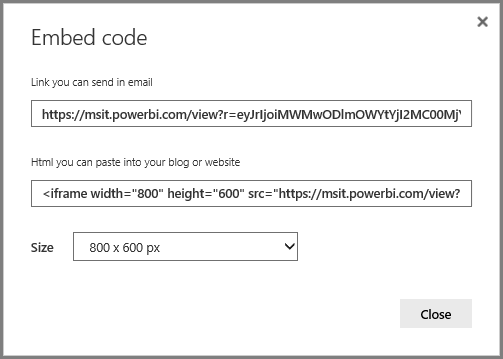 Embed code
Link you can send in email
https://msit.powerbi.com/view?r=eyJrIjoiMWMwODlmOWYtYjI2MC00Mj
Html you can paste into your blog or website
<iframe width="800" height="600" src="https://msit.powerbi.com/view?
Size 800 x 600 px
Close